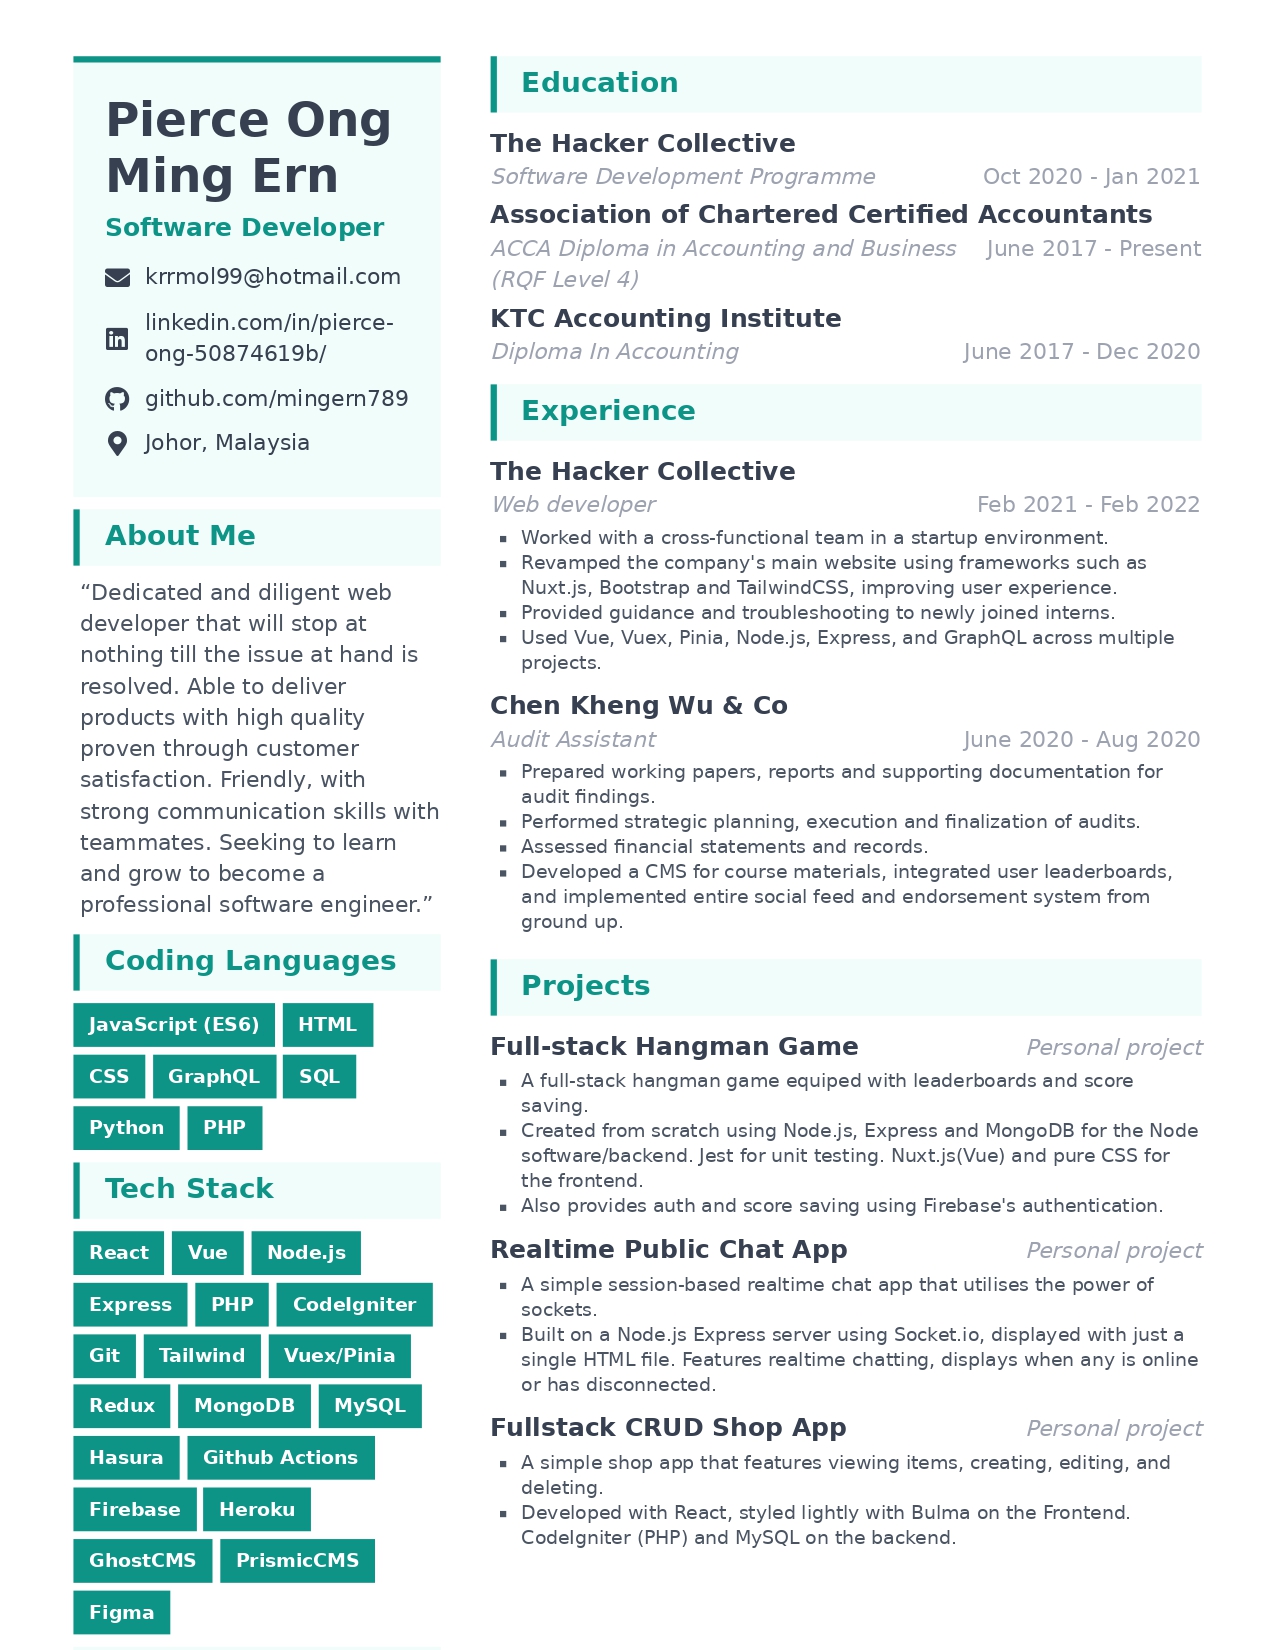 Pierce Ong
Ming Ern
Software Developer
krrmol99@hotmail.com
linkedin.com/in/pierce-
ong-50874619b/
github.com/mingern789
Johor, Malaysia
About Me
“Dedicated and diligent web
developer that will stop at
nothing till the issue at hand is
resolved. Able to deliver
products with high quality
proven through customer
satisfaction. Friendly, with
strong communication skills with
teammates. Seeking to learn
and grow to become a
professional software engineer.”
Coding Languages
JavaScript (ES6) HTML
CSS GraphQL SQL
Python PHP
Tech Stack
React Vue Node.js
Express PHP CodeIgniter
Git Tailwind Vuex/Pinia
Redux MongoDB MySQL
Hasura Github Actions
Firebase Heroku
GhostCMS PrismicCMS
Figma
Education
The Hacker Collective
Software Development Programme Oct 2020 - Jan 2021
Association of Chartered Certified Accountants
ACCA Diploma in Accounting and Business June 2017 - Present
(RQF Level 4)
KTC Accounting Institute
Diploma In Accounting June 2017 - Dec 2020
Experience
The Hacker Collective
Web developer Feb 2021 - Feb 2022
▪ Worked with a cross-functional team in a startup environment.
▪ Revamped the company's main website using frameworks such as
Nuxt.js, Bootstrap and TailwindCSS, improving user experience.
▪ Provided guidance and troubleshooting to newly joined interns.
▪ Used Vue, Vuex, Pinia, Node.js, Express, and GraphQL across multiple
projects.
Chen Kheng Wu & Co
Audit Assistant June 2020 - Aug 2020
▪ Prepared working papers, reports and supporting documentation for
audit findings.
▪ Performed strategic planning, execution and finalization of audits.
▪ Assessed financial statements and records.
▪ Developed a CMS for course materials, integrated user leaderboards,
and implemented entire social feed and endorsement system from
ground up.
Projects
Full-stack Hangman Game Personal project
▪ A full-stack hangman game equiped with leaderboards and score
saving.
▪ Created from scratch using Node.js, Express and MongoDB for the Node
software/backend. Jest for unit testing. Nuxt.js(Vue) and pure CSS for
the frontend.
▪ Also provides auth and score saving using Firebase's authentication.
Realtime Public Chat App Personal project
▪ A simple session-based realtime chat app that utilises the power of
sockets.
▪ Built on a Node.js Express server using Socket.io, displayed with just a
single HTML file. Features realtime chatting, displays when any is online
or has disconnected.
Fullstack CRUD Shop App Personal project
▪ A simple shop app that features viewing items, creating, editing, and
deleting.
▪ Developed with React, styled lightly with Bulma on the Frontend.
CodeIgniter (PHP) and MySQL on the backend.